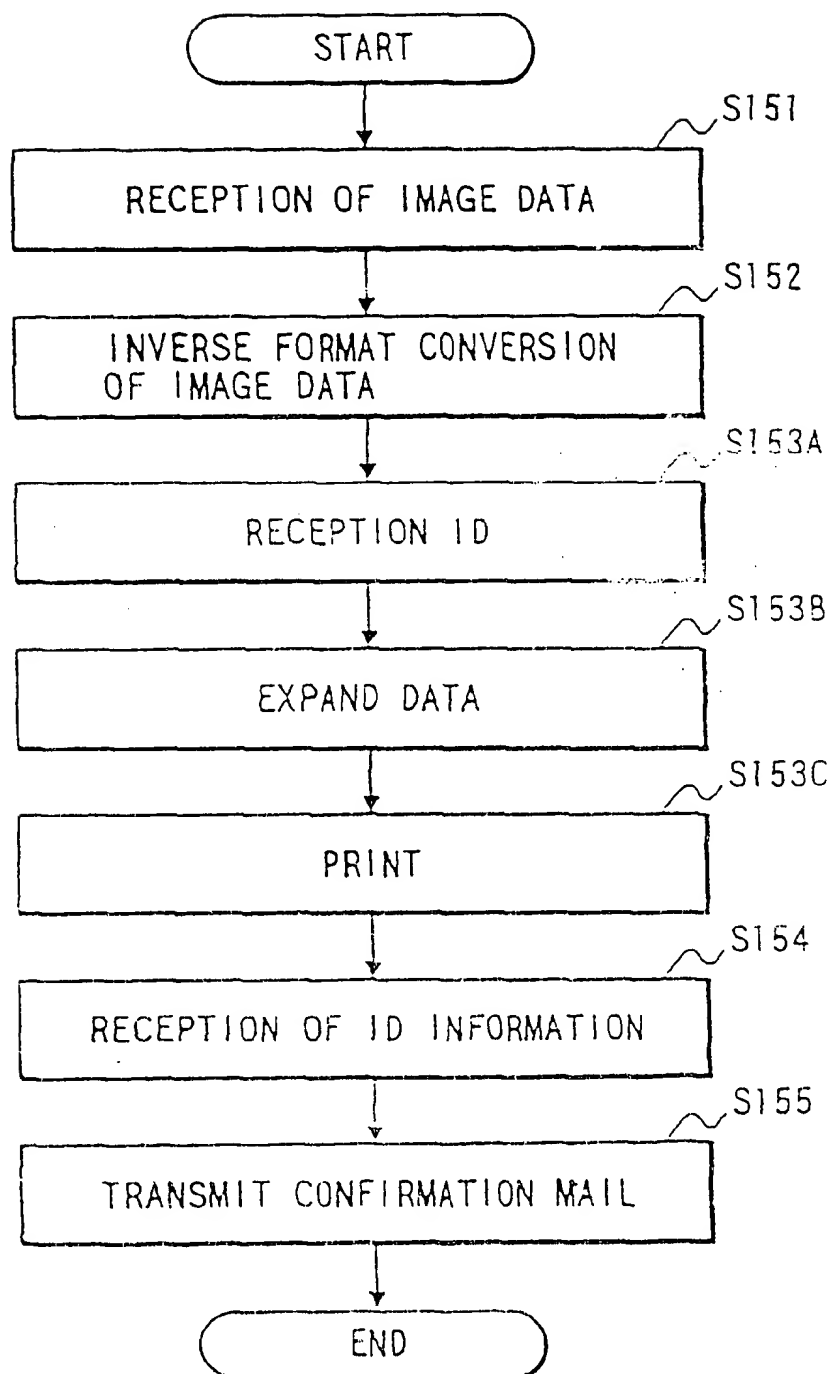 START
S151
RECEPTION OF IMAGE DATA
S152
INVERSE FORMAT CONVERSION
OF IMAGE DATA
S153A
RECEPTION ID
S153B
EXPAND DATA
S153C
PRINT
S154
RECEPTION OF ID INFORMATION
S155
TRANSMIT CONFIRMATION MAIL
END